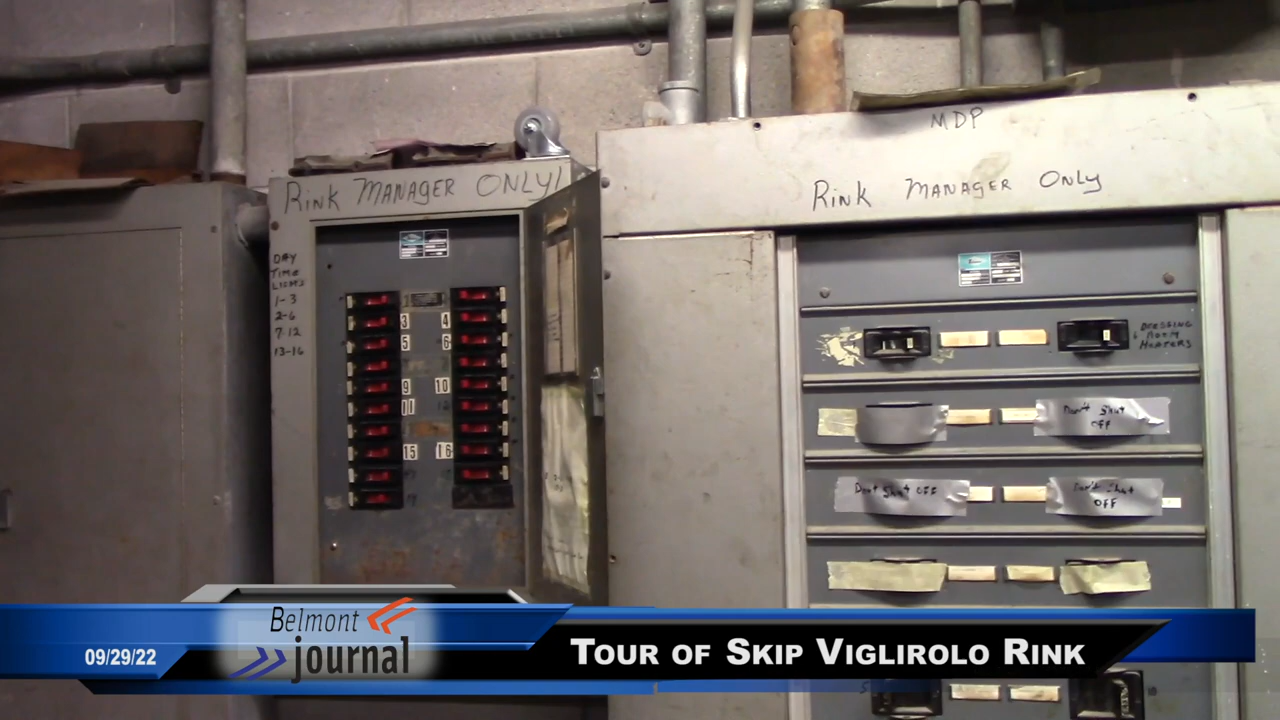 MDP
RINK MANAGER ONLY!
RINK MANAGER ONLY
DAY
TIME
LIGHTS
1-3
2-6
7-12
13-16
3
4
5
6
9
10
11
15
16
DRESSING
ROOM
HEATERS
Don't Shut
OFF
Don't Shut OFF
Don't Shut
OFF
Belmont
journal
09/29/22
TOUR OF SKIP VIGLIROLO RINK